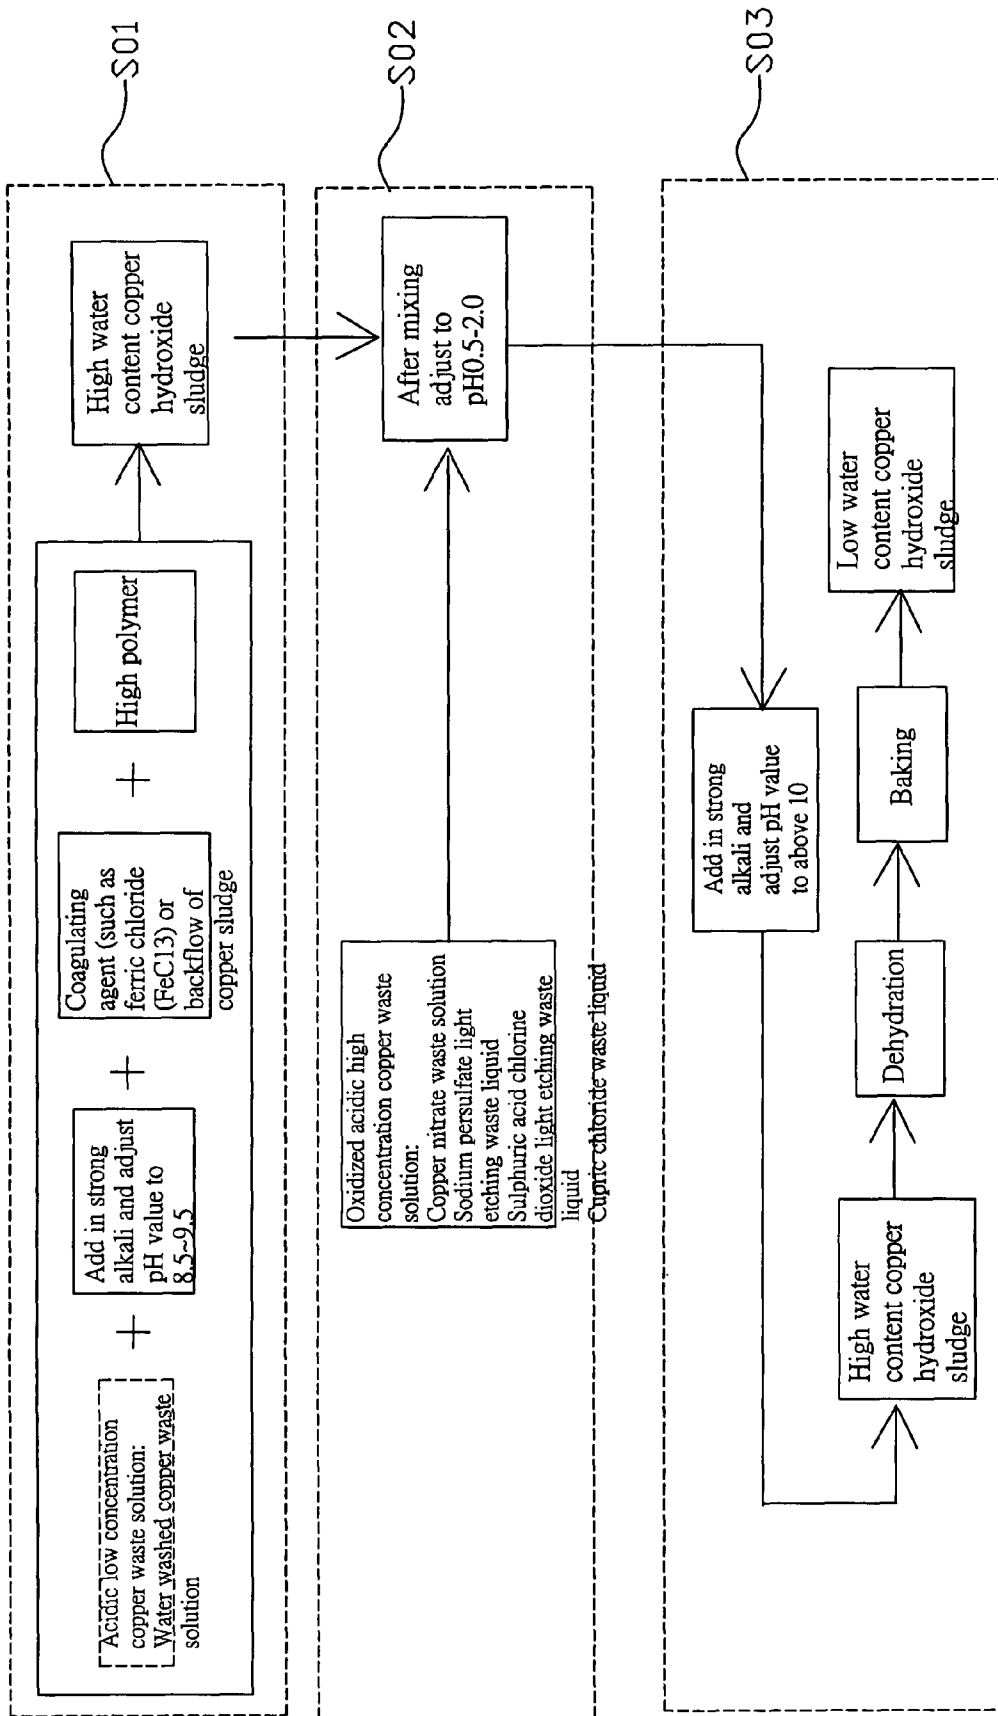 Acidic low concentration
copper waste solution:
Water washed copper waste
solution
+
Add in strong
alkali and adjust
pH value to
8.5~9.5
+
Coagulating
agent (such as
ferric chloride
(FeC13) or
backflow of
copper sludge
+
High polymer
High water
content copper
hydroxide
sludge
S01
Oxidized acidic high
concentration copper waste
solution:
Copper nitrate waste solution
Sodium persulfate light
etching waste liquid
Sulphuric acid chlorine
dioxide light etching waste
liquid
Cupric chloride waste liquid
After mixing
adjust to
pH0.5-2.0
S02
Add in strong
alkali and
adjust pH value
to above 10
High water
content copper
hydroxide
sludge
Dehydration
Baking
Low water
content copper
hydroxide
sludge
S03